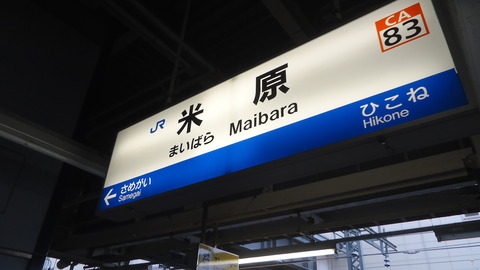 CA
83
JR 米原
まいばら Maibara
ひこね
Hikone
← さめがい
Samegai